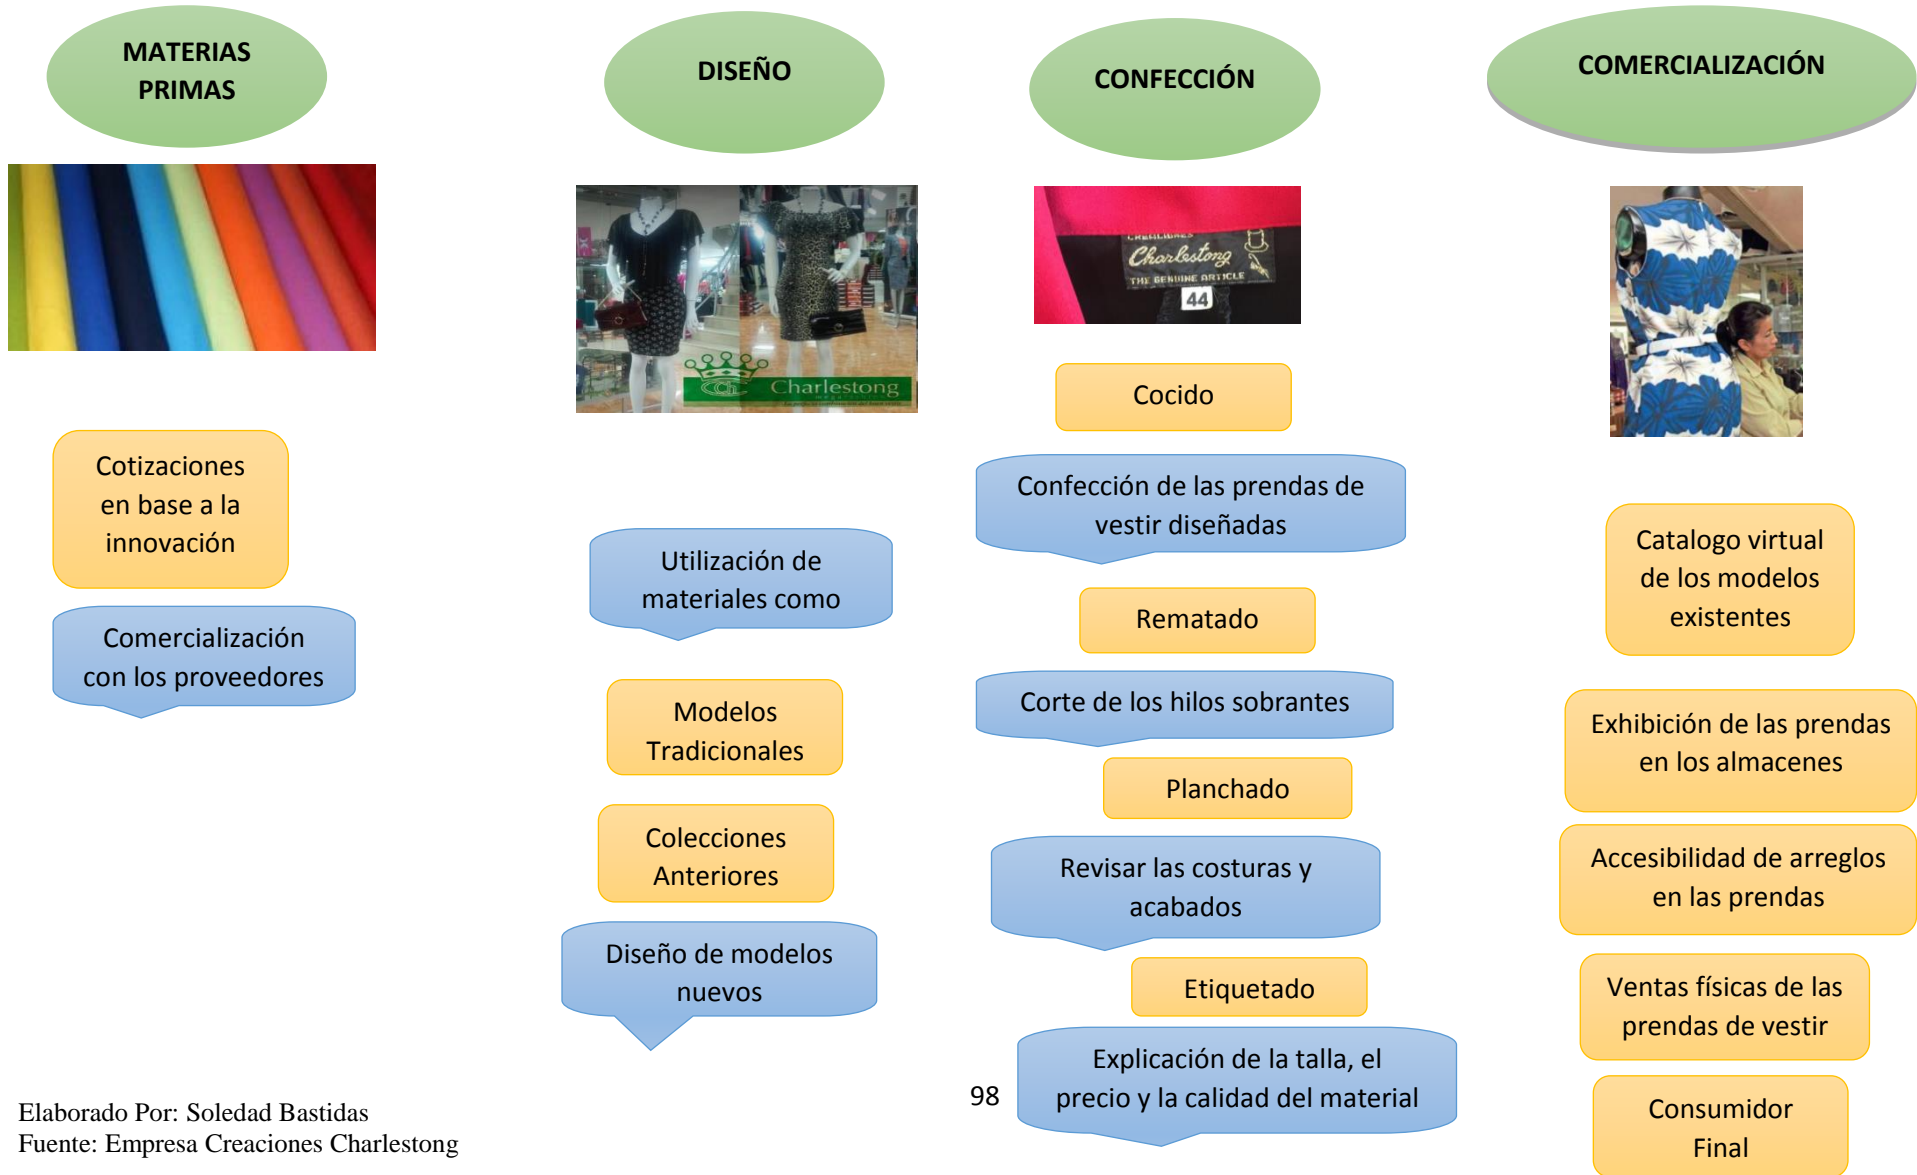 MATERIAS
PRIMAS
Cotizaciones
en base a la
innovación
Comercialización
con los proveedores
DISEÑO
Charlestong
Utilización de
materiales como
Modelos
Tradicionales
Colecciones
Anteriores
Diseño de modelos
nuevos
CONFECCIÓN
Charlestong
THE GENUINE ARTICLE
44
Cocido
Confección de las prendas de
vestir diseñadas
Rematado
Corte de los hilos sobrantes
Planchado
Revisar las costuras y
acabados
Etiquetado
Explicación de la talla, el
precio y la calidad del material
COMERCIALIZACIÓN
Catalogo virtual
de los modelos
existentes
Exhibición de las prendas
en los almacenes
Accesibilidad de arreglos
en las prendas
Ventas físicas de las
prendas de vestir
Consumidor
Final
98
Elaborado Por: Soledad Bastidas
Fuente: Empresa Creaciones Charlestong